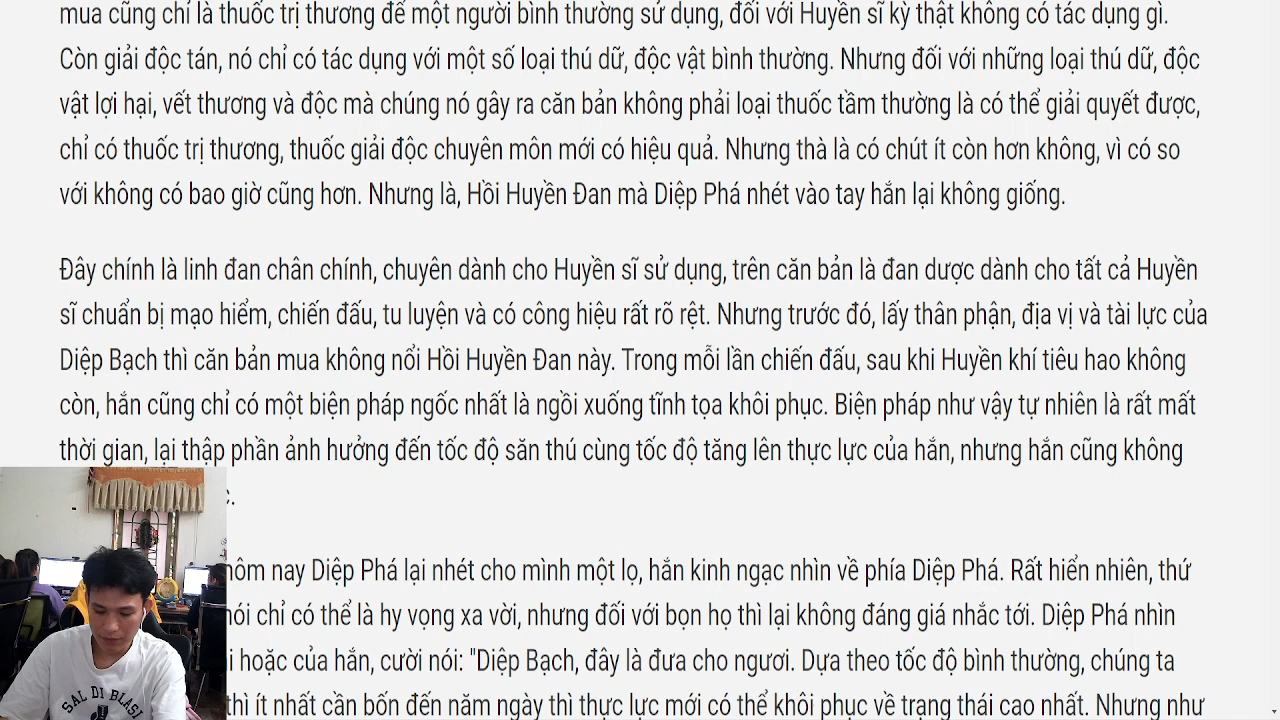 mua cũng chỉ là thuốc trị thương để một người bình thường sử dụng, đối với Huyền sĩ kỳ thật không có tác dụng gì.
Còn giải độc tán, nó chỉ có tác dụng với một số loại thú dữ, độc vật bình thường. Nhưng đối với những loại thú dữ, độc
vật lợi hại, vết thương và độc mà chúng nó gây ra căn bản không phải loại thuốc tầm thường là có thể giải quyết được,
chỉ có thuốc trị thương, thuốc giải độc chuyên môn mới có hiệu quả. Nhưng thà là có chút ít còn hơn không, vì có so
với không có bao giờ cũng hơn. Nhưng là, Hồi Huyền Đan mà Diệp Phá nhét vào tay hắn lại không giống.
Đây chính là linh đan chân chính, chuyên dành cho Huyền sĩ sử dụng, trên căn bản là đan dược dành cho tất cả Huyền
sĩ chuẩn bị mạo hiểm, chiến đấu, tu luyện và có công hiệu rất rõ rệt. Nhưng trước đó, lấy thân phận, địa vị và tài lực của
Diệp Bạch thì căn bản mua không nổi Hồi Huyền Đan này. Trong mỗi lần chiến đấu, sau khi Huyền khí tiêu hao không
còn, hắn cũng chỉ có một biện pháp ngốc nhất là ngồi xuống tĩnh tọa khôi phục. Biện pháp như vậy tự nhiên là rất mất
thời gian, lại thập phần ảnh hưởng đến tốc độ săn thú cùng tốc độ tăng lên thực lực của hắn, nhưng hắn cũng không
c.
nôm nay Diệp Phá lại nhét cho mình một lọ, hắn kinh ngạc nhìn về phía Diệp Phá. Rất hiển nhiên, thứ
nói chỉ có thể là hy vọng xa vời, nhưng đối với bọn họ thì lại không đáng giá nhắc tới. Diệp Phá nhìn
i hoặc của hắn, cười nói: "Diệp Bạch, đây là đưa cho ngươi. Dựa theo tốc độ bình thường, chúng ta
thì ít nhất cần bốn đến năm ngày thì thực lực mới có thể khôi phục về trạng thái cao nhất. Nhưng như
SAL DI BLASI